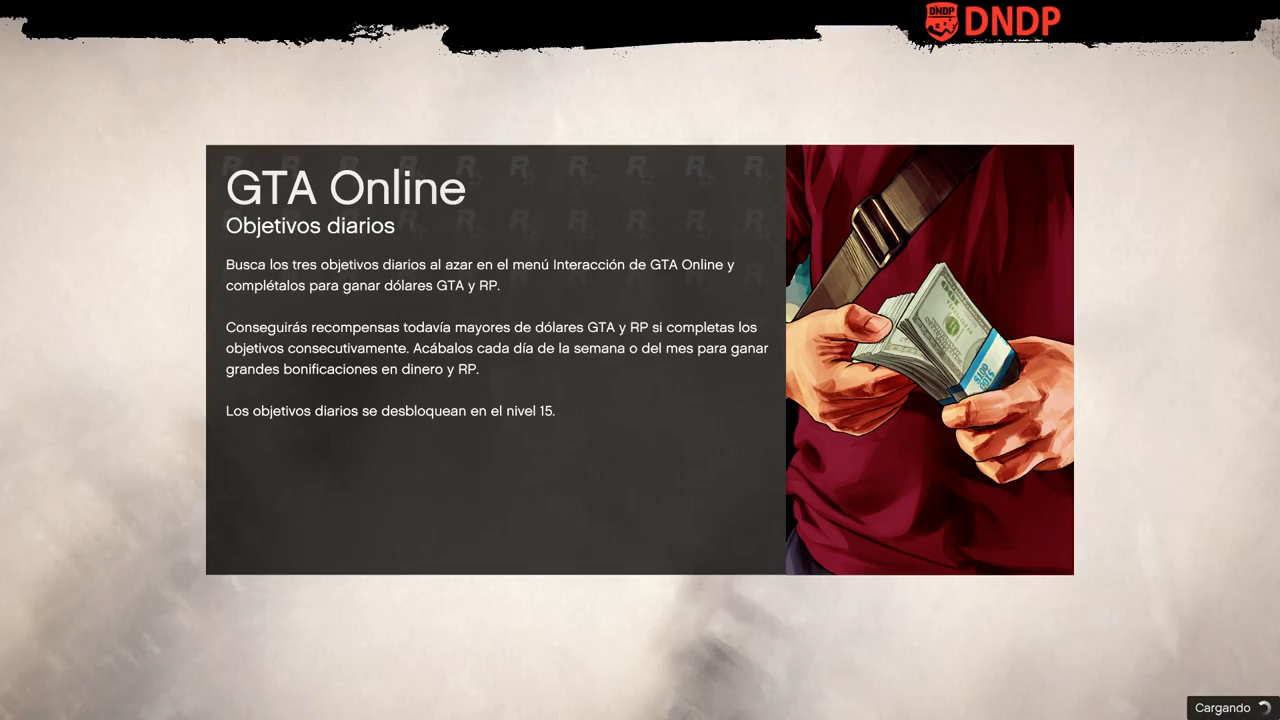 DNDP
DNDP
GTA Online
Objetivos diarios
Busca los tres objetivos diarios al azar en el menú Interacción de GTA Online y
complétalos para ganar dólares GTA y RP.
Conseguirás recompensas todavía mayores de dólares GTA y RP si completas los
objetivos consecutivamente. Acábalos cada día de la semana o del mes para ganar
grandes bonificaciones en dinero y RP.
Los objetivos diarios se desbloquean en el nivel 15.
Cargando